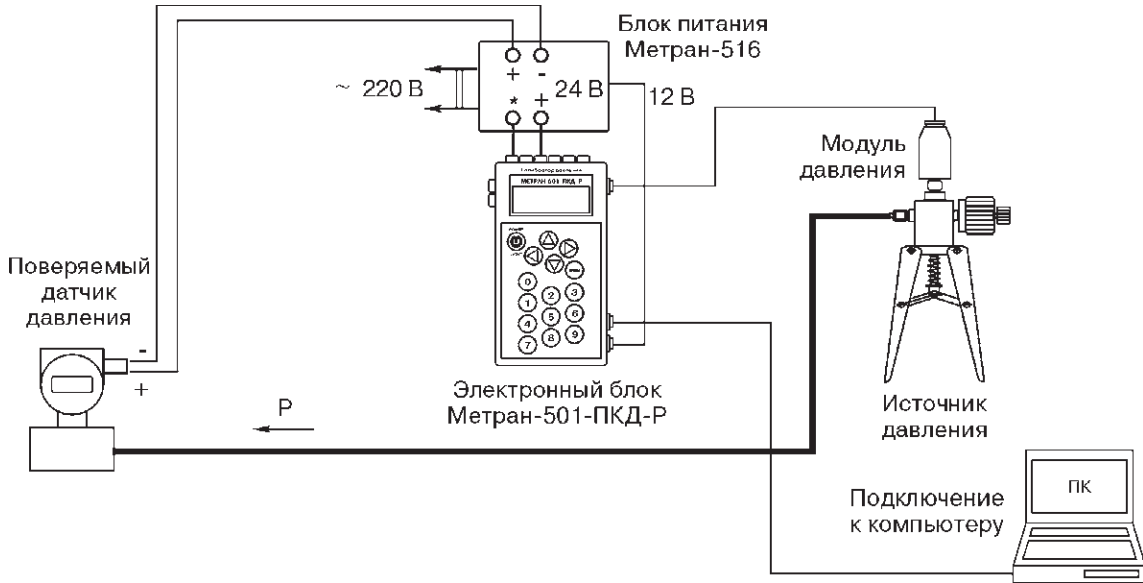 Блок питания
Метран-516
+ -
~ 220 В
24 В
12 В
* +
Модуль
давления
МЕТРАН 501 ПКД-Р
Поверяемый
датчик
давления
0
1 2 3
4 5 6
7 8 9
-
+
Электронный блок
Метран-501-ПКД-Р
Р
Источник
давления
ПК
Подключение
к компьютеру